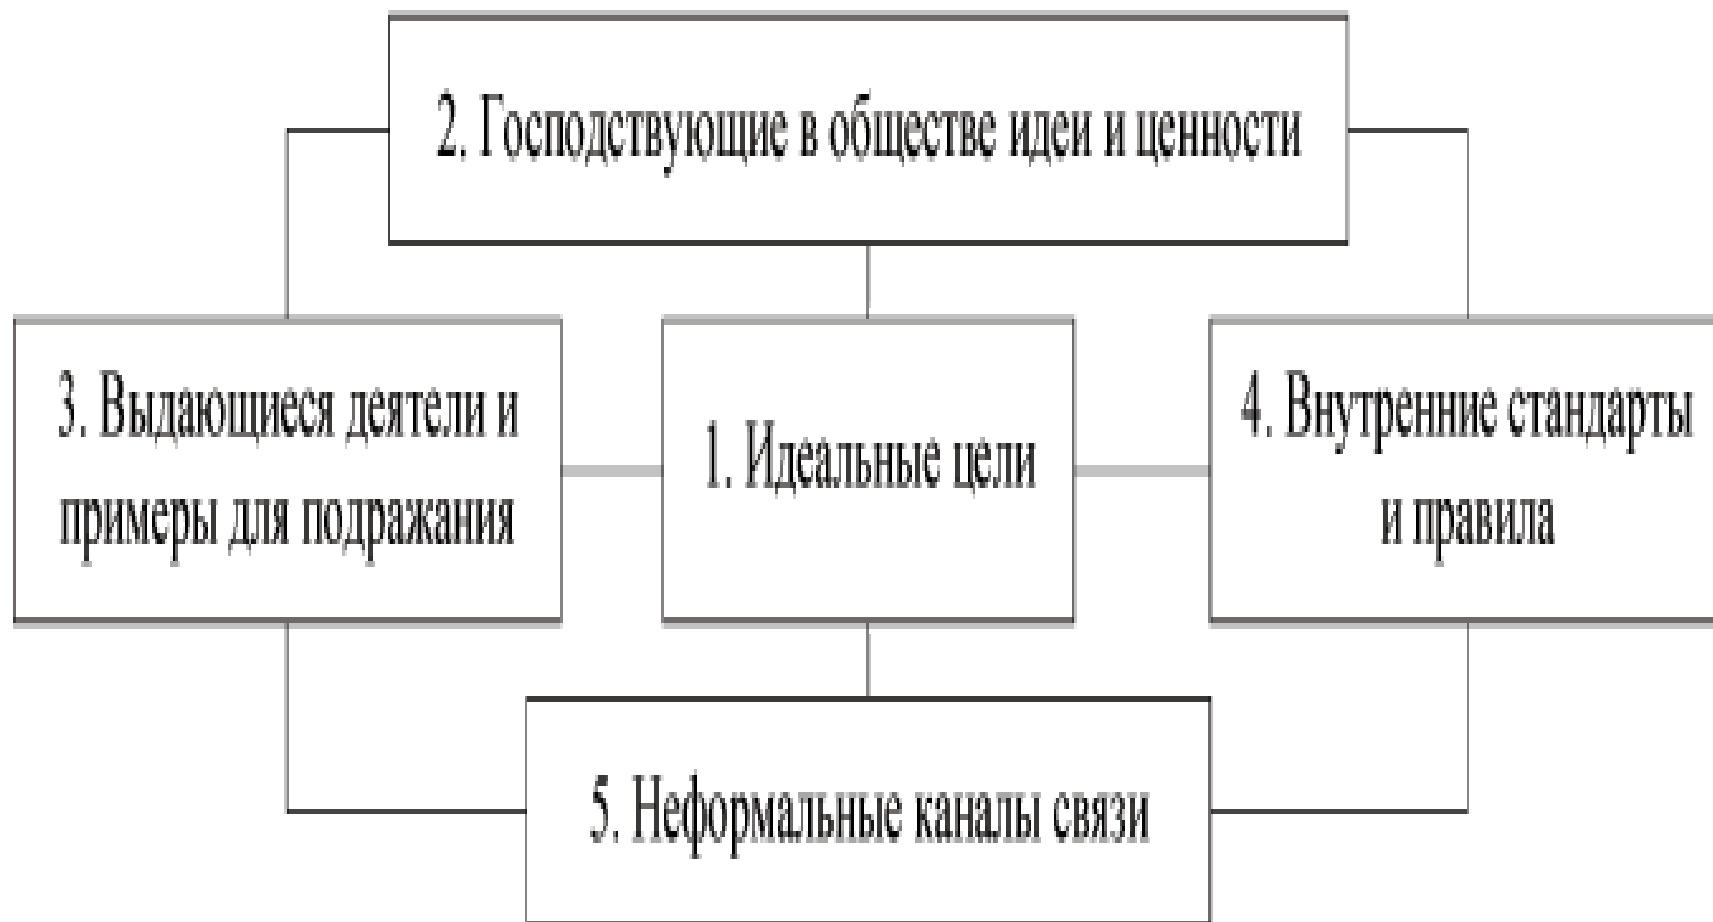 2. Господствующие в обществе идеи и ценности
3. Выдающиеся деятели и
примеры для подражания
1. Идеальные цели
4. Внутренние стандарты
и правила
5. Неформальные каналы связи